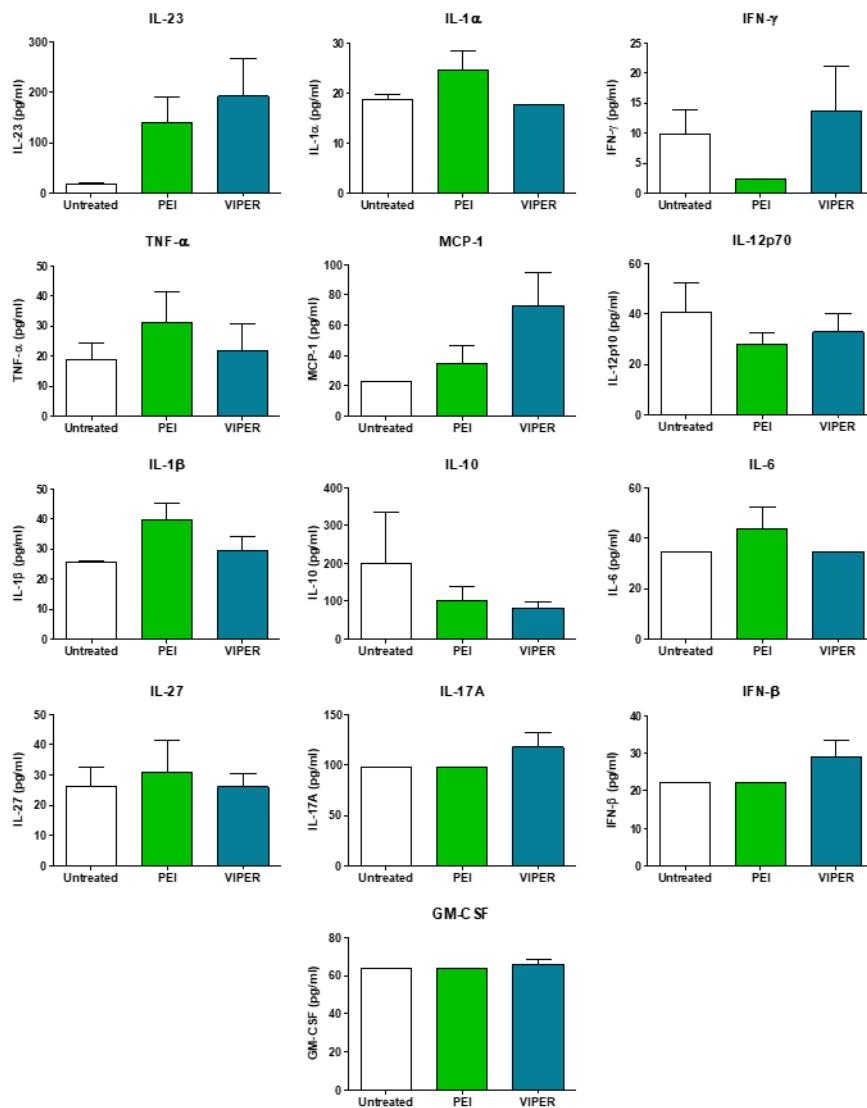 IL-23
IL-23 (pg/ml)
300
200
100
0
Untreated PEI VIPER
IL-1α
IL-1α (pg/ml)
30
20
10
0
Untreated PEI VIPER
IFN-γ
IFN-γ (pg/ml)
25
20
15
10
5
0
Untreated PEI VIPER
TNF-α
TNF-α (pg/ml)
50
40
30
20
10
0
Untreated PEI VIPER
MCP-1
MCP-1 (pg/ml)
100
80
60
40
20
0
Untreated PEI VIPER
IL-12p70
IL-12p10 (pg/ml)
60
40
20
0
Untreated PEI VIPER
IL-1β
IL-1β (pg/ml)
50
40
30
20
10
0
Untreated PEI VIPER
IL-10
IL-10 (pg/ml)
400
300
200
100
0
Untreated PEI VIPER
IL-6
IL-6 (pg/ml)
60
40
20
0
Untreated PEI VIPER
IL-27
IL-27 (pg/ml)
50
40
30
20
10
0
Untreated PEI VIPER
IL-17A
IL-17A (pg/ml)
150
100
50
0
Untreated PEI VIPER
IFN-β
IFN-β (pg/ml)
40
30
20
10
0
Untreated PEI VIPER
GM-CSF
GM-CSF (pg/ml)
80
60
40
20
0
Untreated PEI VIPER